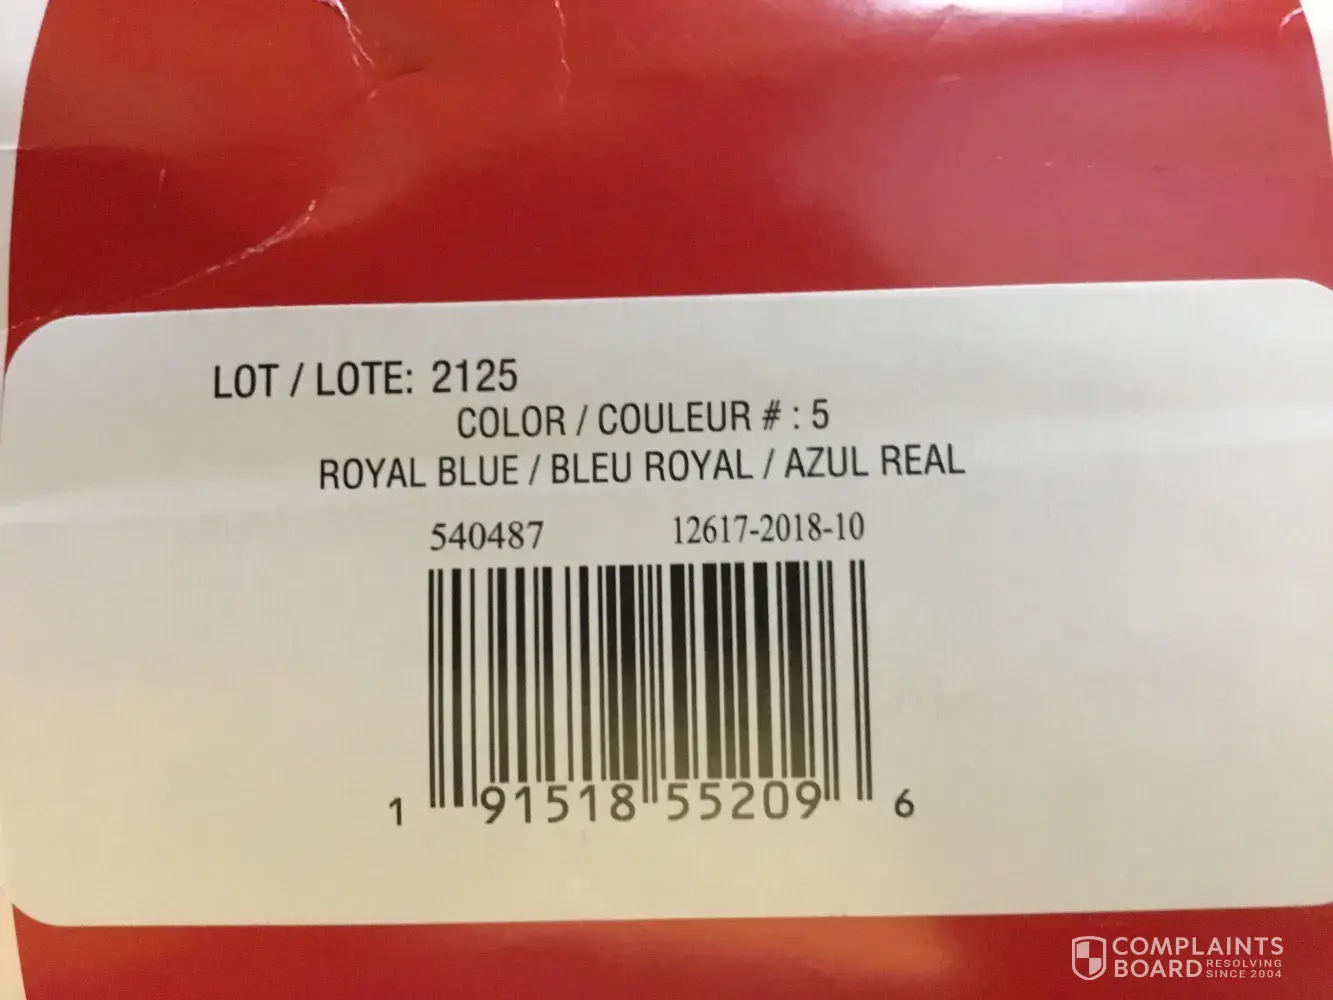 LOT / LOTE: 2125
COLOR / COULEUR # : 5
ROYAL BLUE / BLEU ROYAL / AZUL REAL
540487 12617-2018-10
1 91518 55209 6
COMPLAINTS
BOARD RESOLVING
SINCE 2004